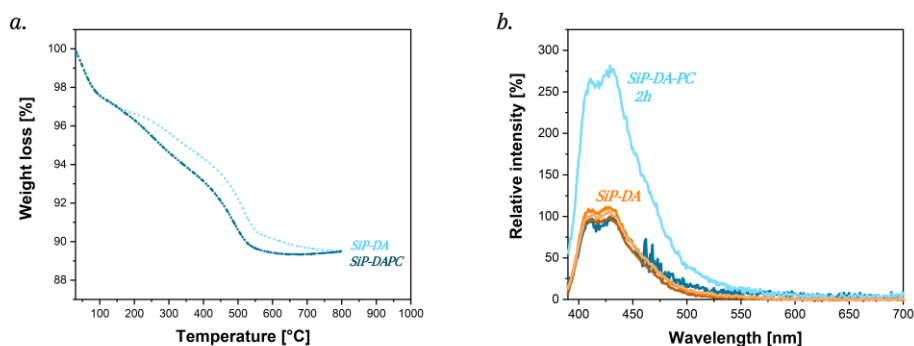 a.
100
98
96
94
92
90
88
Weight loss [%]
SiP-DA
SiP-DAPC
100 200 300 400 500 600 700 800 900 1000
Temperature [°C]
b.
300
250
200
150
100
50
0
Relative intensity [%]
SiP-DA-PC
2h
SiP-DA
400 450 500 550 600 650 700
Wavelength [nm]